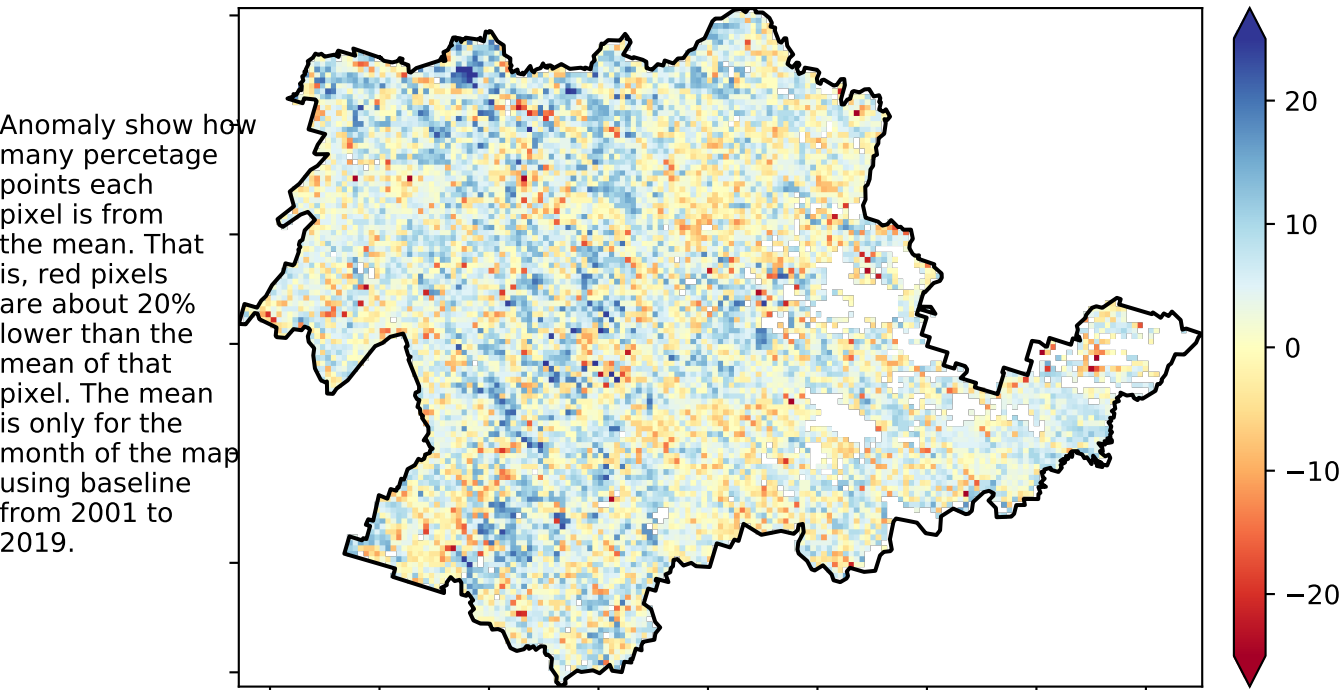 Anomaly show how
many percetage
points each
pixel is from
the mean. That
is, red pixels
are about 20%
lower than the
mean of that
pixel. The mean
is only for the
month of the map
using baseline
from 2001 to
2019.
20
10
0
−10
−20